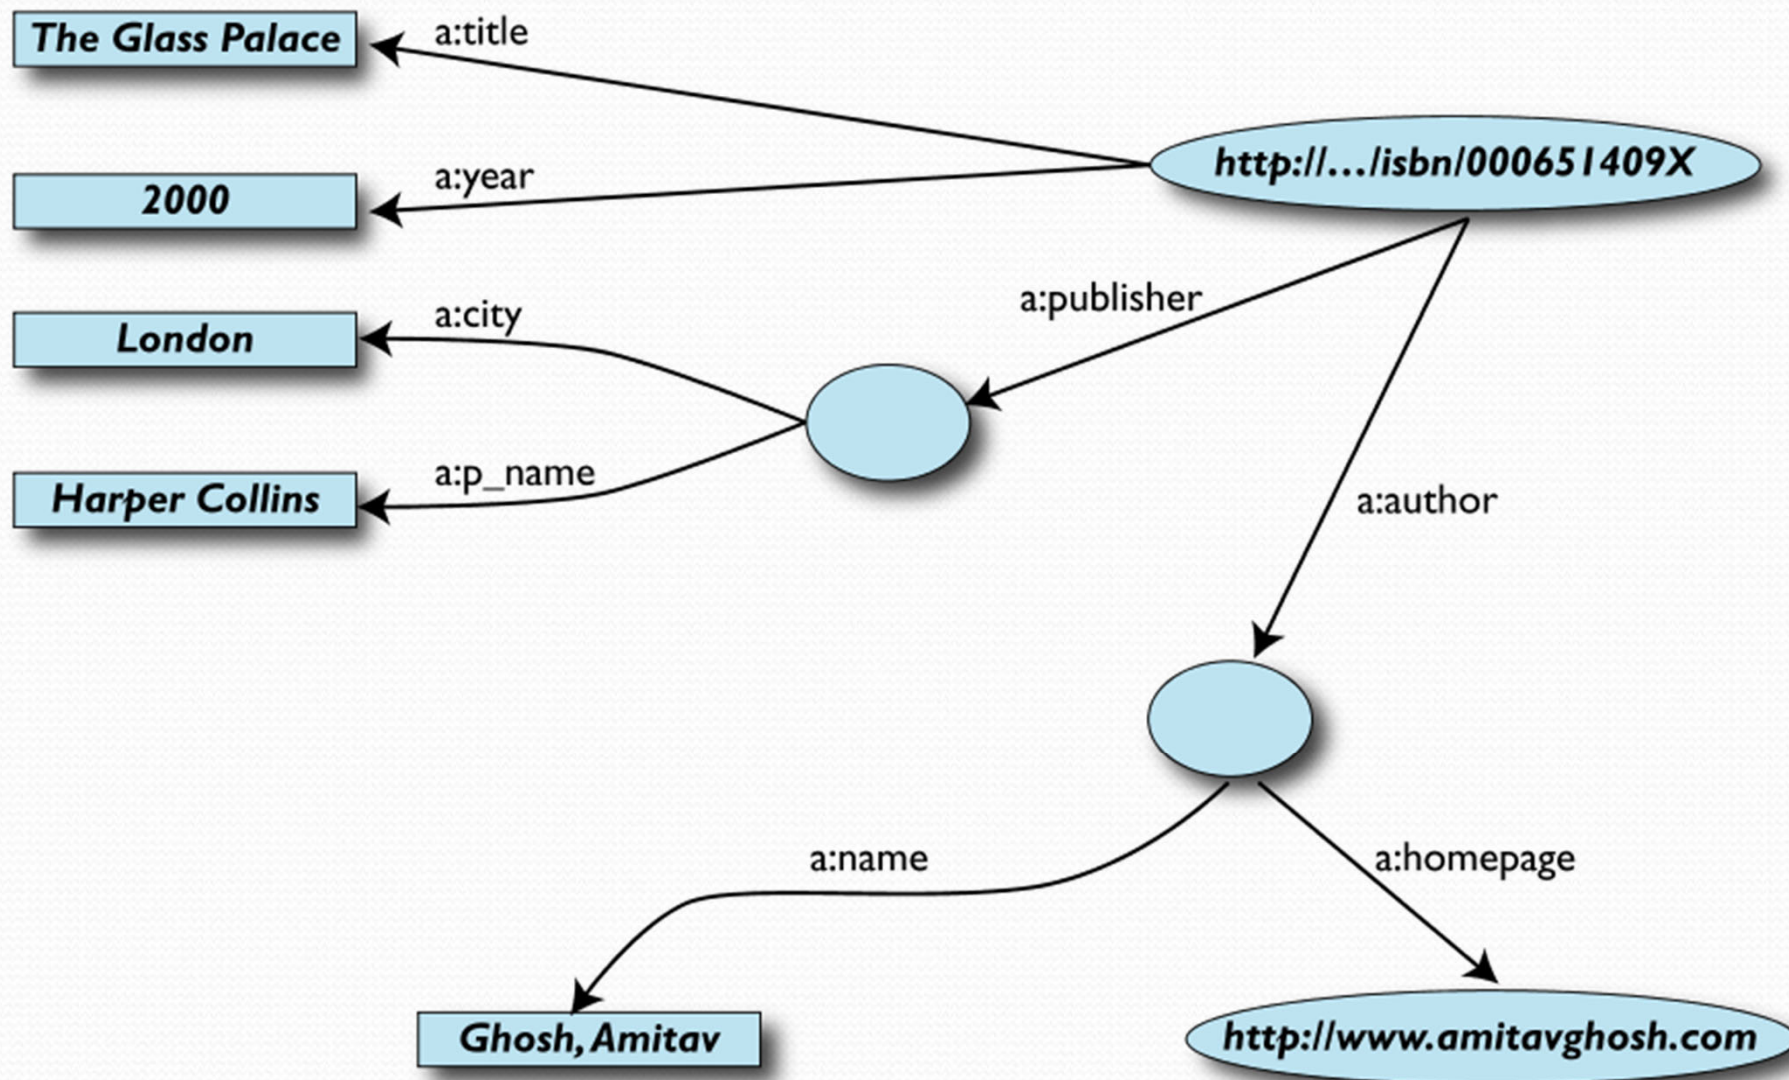 The Glass Palace
a:title
http://…/isbn/000651409X
a:year
2000
a:city
London
a:publisher
a:p_name
Harper Collins
a:author
a:name
a:homepage
Ghosh, Amitav
http://www.amitavghosh.com